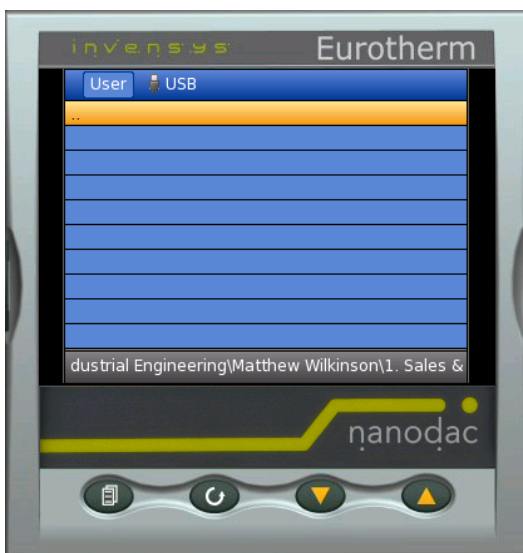 invensys Eurotherm
User USB
..
dustrial Engineering\Matthew Wilkinson\1. Sales &
nanodac